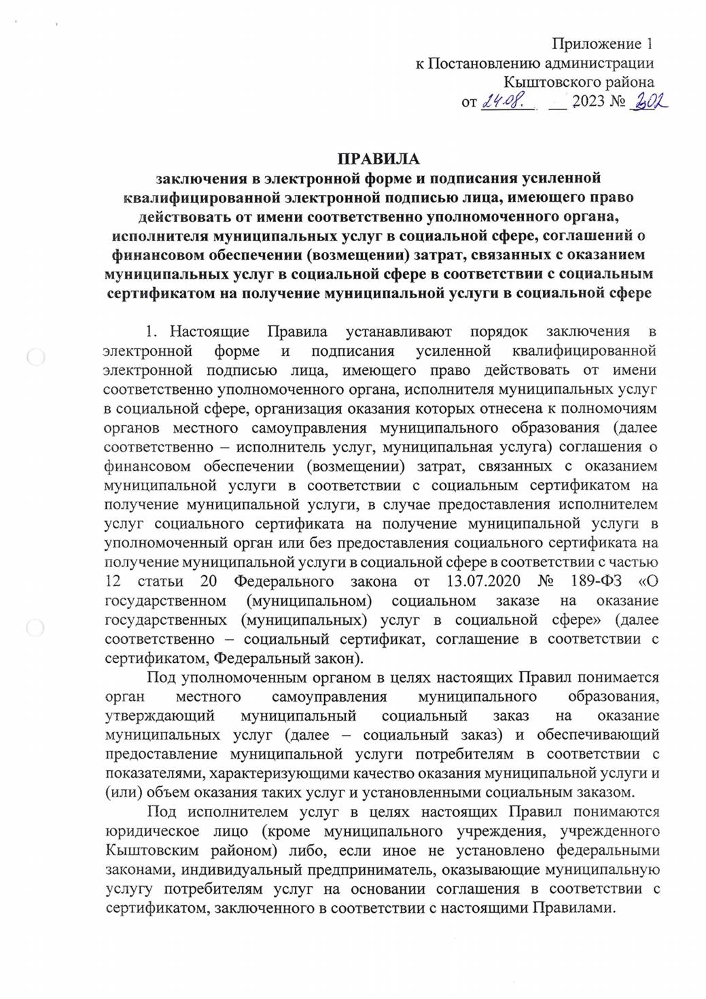 Приложение 1
к Постановлению администрации
Кыштовского района
от 24.08. 2023 № 302
ПРАВИЛА
заключения в электронной форме и подписания усиленной
квалифицированной электронной подписью лица, имеющего право
действовать от имени соответственно уполномоченного органа,
исполнителя муниципальных услуг в социальной сфере, соглашений о
финансовом обеспечении (возмещении) затрат, связанных с оказанием
муниципальных услуг в социальной сфере в соответствии с социальным
сертификатом на получение муниципальной услуги в социальной сфере
1. Настоящие Правила устанавливают порядок заключения в
электронной форме и подписания усиленной квалифицированной
электронной подписью лица, имеющего право действовать от имени
соответственно уполномоченного органа, исполнителя муниципальных услуг
в социальной сфере, организация оказания которых отнесена к полномочиям
органов местного самоуправления муниципального образования (далее
соответственно – исполнитель услуг, муниципальная услуга) соглашения о
финансовом обеспечении (возмещении) затрат, связанных с оказанием
муниципальной услуги в соответствии с социальным сертификатом на
получение муниципальной услуги, в случае предоставления исполнителем
услуг социального сертификата на получение муниципальной услуги в
уполномоченный орган или без предоставления социального сертификата на
получение муниципальной услуги в социальной сфере в соответствии с частью
12 статьи 20 Федерального закона от 13.07.2020 № 189-ФЗ «О
государственном (муниципальном) социальном заказе на оказание
государственных (муниципальных) услуг в социальной сфере» (далее
соответственно – социальный сертификат, соглашение в соответствии с
сертификатом, Федеральный закон).
Под уполномоченным органом в целях настоящих Правил понимается
орган местного самоуправления муниципального образования,
утверждающий муниципальный социальный заказ на оказание
муниципальных услуг (далее – социальный заказ) и обеспечивающий
предоставление муниципальной услуги потребителям в соответствии с
показателями, характеризующими качество оказания муниципальной услуги и
(или) объем оказания таких услуг и установленными социальным заказом.
Под исполнителем услуг в целях настоящих Правил понимаются
юридическое лицо (кроме муниципального учреждения, учрежденного
Кыштовским районом) либо, если иное не установлено федеральными
законами, индивидуальный предприниматель, оказывающие муниципальную
услугу потребителям услуг на основании соглашения в соответствии с
сертификатом, заключенного в соответствии с настоящими Правилами.